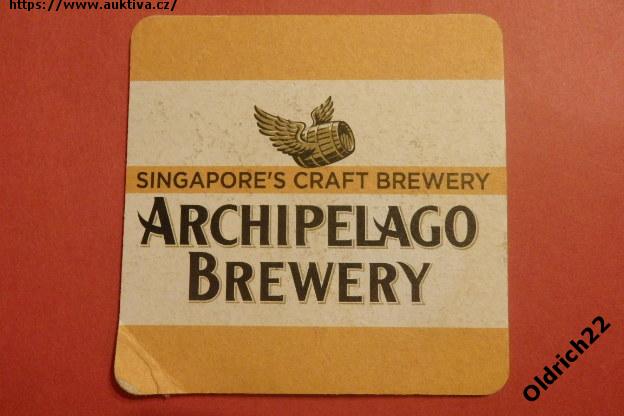 https://www.auktiva.cz/
SINGAPORE'S CRAFT BREWERY
ARCHIPELAGO
BREWERY
Oldrich22